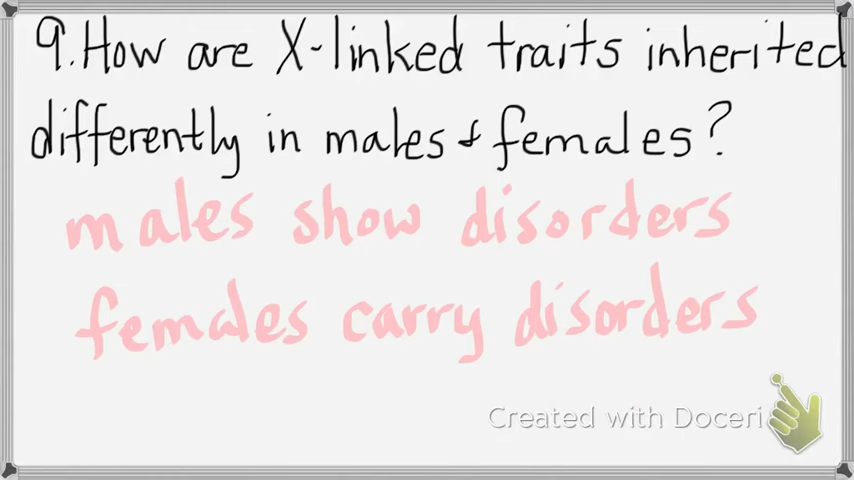 9. How are X-linked traits inherited
differently in males & females?
males show disorders
females carry disorders
Created with Doceri